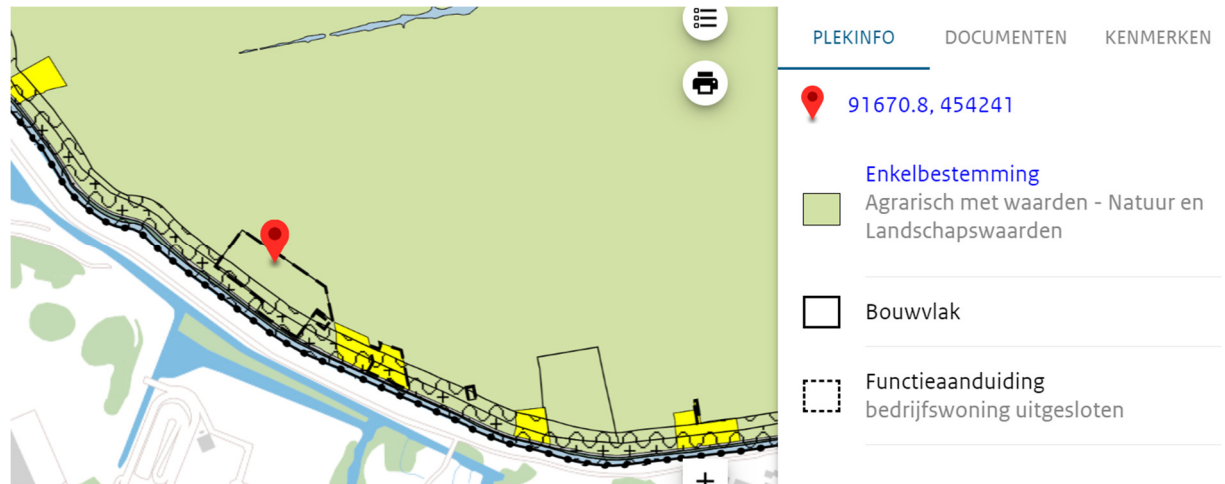 PLEKINFO DOCUMENTEN KENMERKEN
91670.8, 454241
Enkelbestemming
Agrarisch met waarden - Natuur en
Landschapswaarden
Bouwvlak
Functieaanduiding
bedrijfswoning uitgesloten